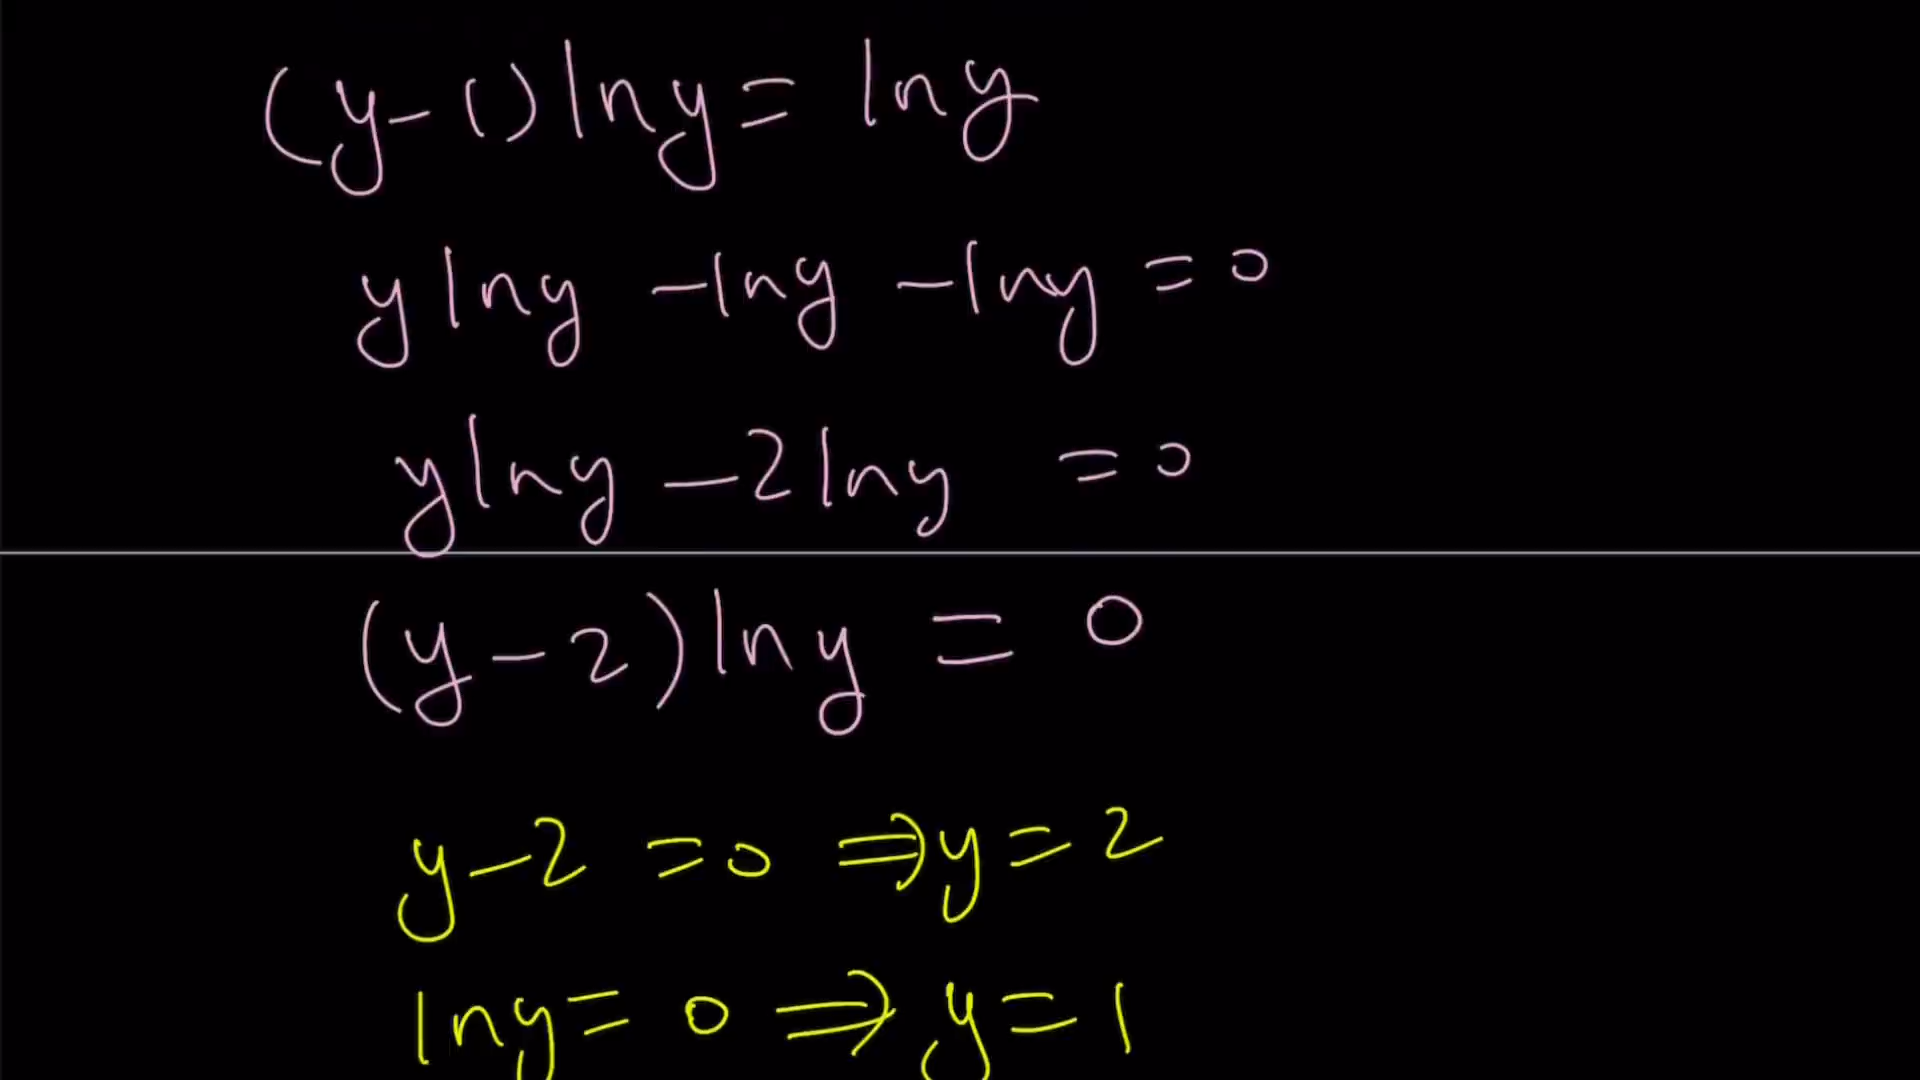 (y-1)lny= lny
ylny -lny -lny =0
ylny -2lny =0
(y-2)lny = 0
y-2=0 ⇒y=2
lny=0 ⇒y=1